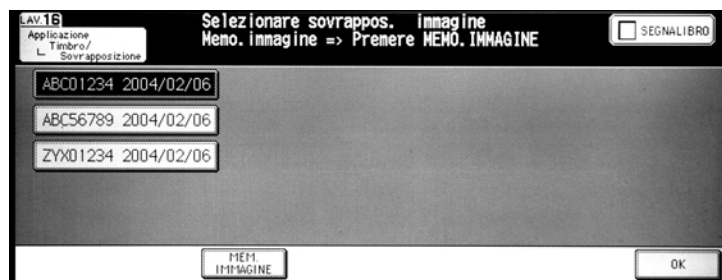 LAV.16
Applicazione
Timbro/
Sovrapposizione
Selezionare sovrappos. immagine
Memo.immagine => Premere MEMO.IMMAGINE
SEGNALIBRO
ABC01234 2004/02/06
ABC56789 2004/02/06
ZYX01234 2004/02/06
MEM.
IMMAGINE
OK